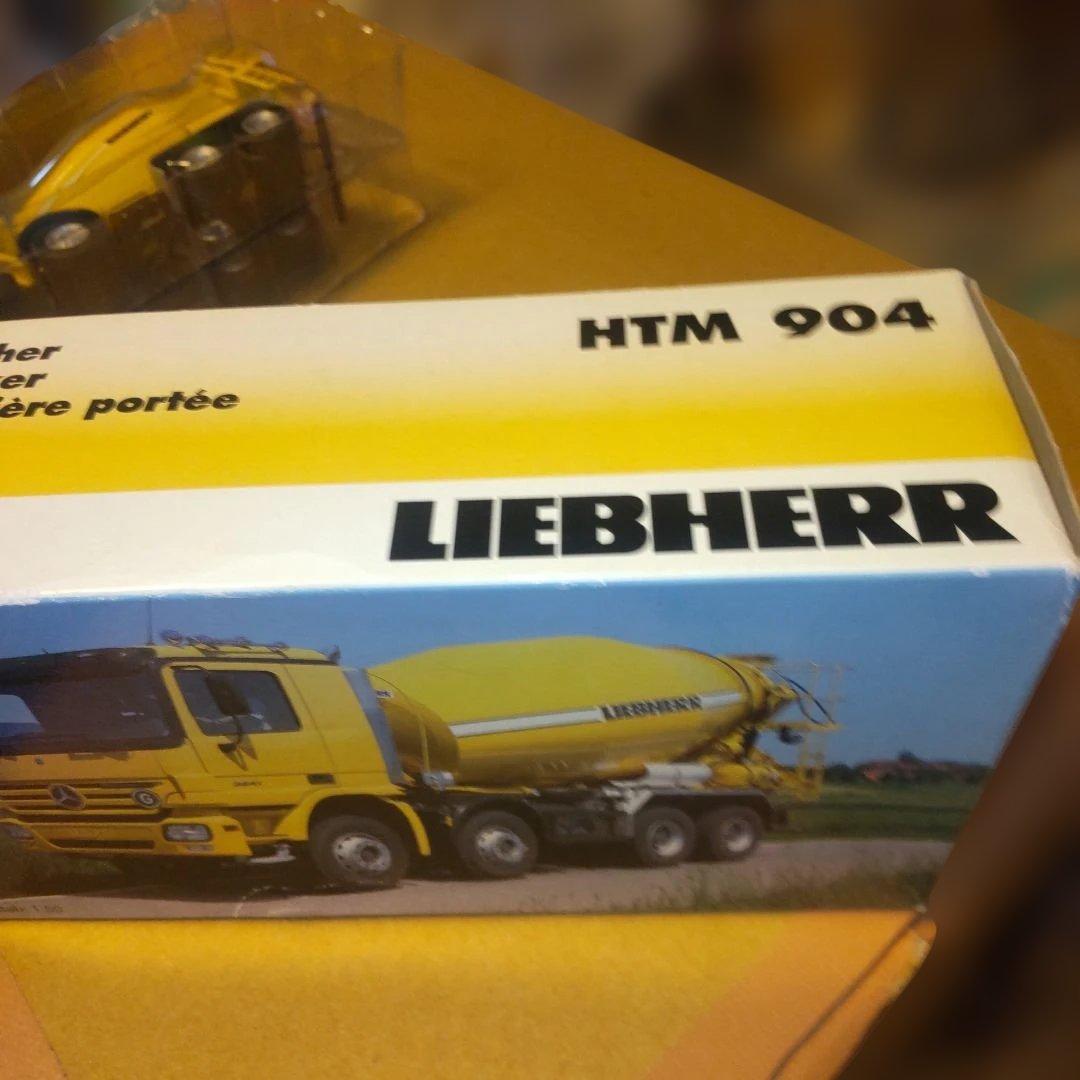 her
er
ère portée
HTM 904
LIEBHERR
LIEBHERR